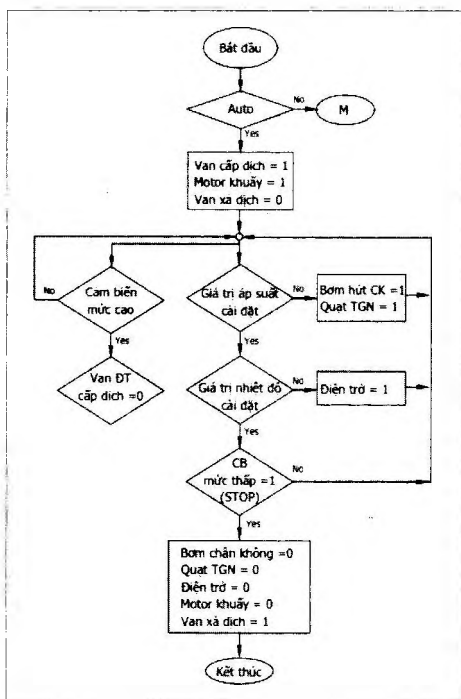 Bắt đầu
Auto
No
M
Yes
Van cấp dịch = 1
Motor khuấy = 1
Van xả dịch = 0
No
Cảm biến
mức cao
Yes
Van ĐT
cấp dịch =0
Giá trị áp suất
cài đặt
No
Bơm hút CK =1
Quạt TGN = 1
Yes
Giá trị nhiệt độ
cài đặt
No
Điện trở = 1
Yes
CB
mức thấp =1
(STOP)
No
Yes
Bơm chân không =0
Quạt TGN = 0
Điện trở = 0
Motor khuấy = 0
Van xả dịch = 1
Kết thúc